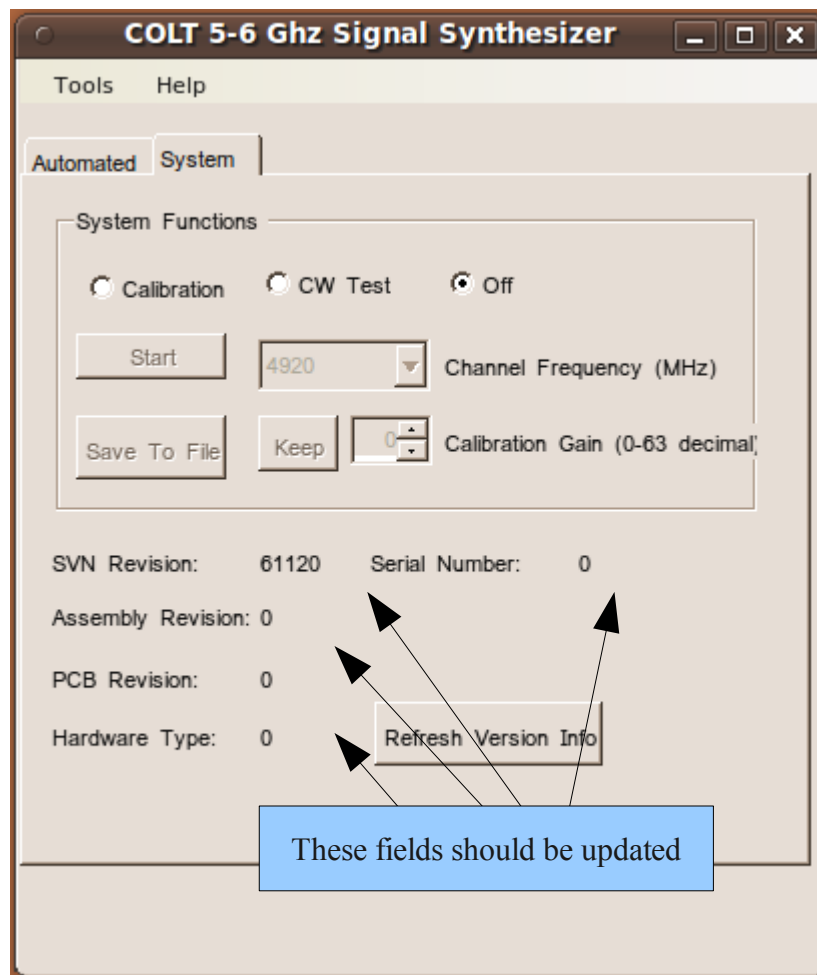 COLT 5-6 Ghz Signal Synthesizer
Tools Help
Automated System
System Functions
Calibration CW Test Off
Start 4920 Channel Frequency (MHz)
Save To File Keep 0 Calibration Gain (0-63 decimal)
SVN Revision: 61120 Serial Number: 0
Assembly Revision: 0
PCB Revision: 0
Hardware Type: 0 Refresh Version Info
These fields should be updated